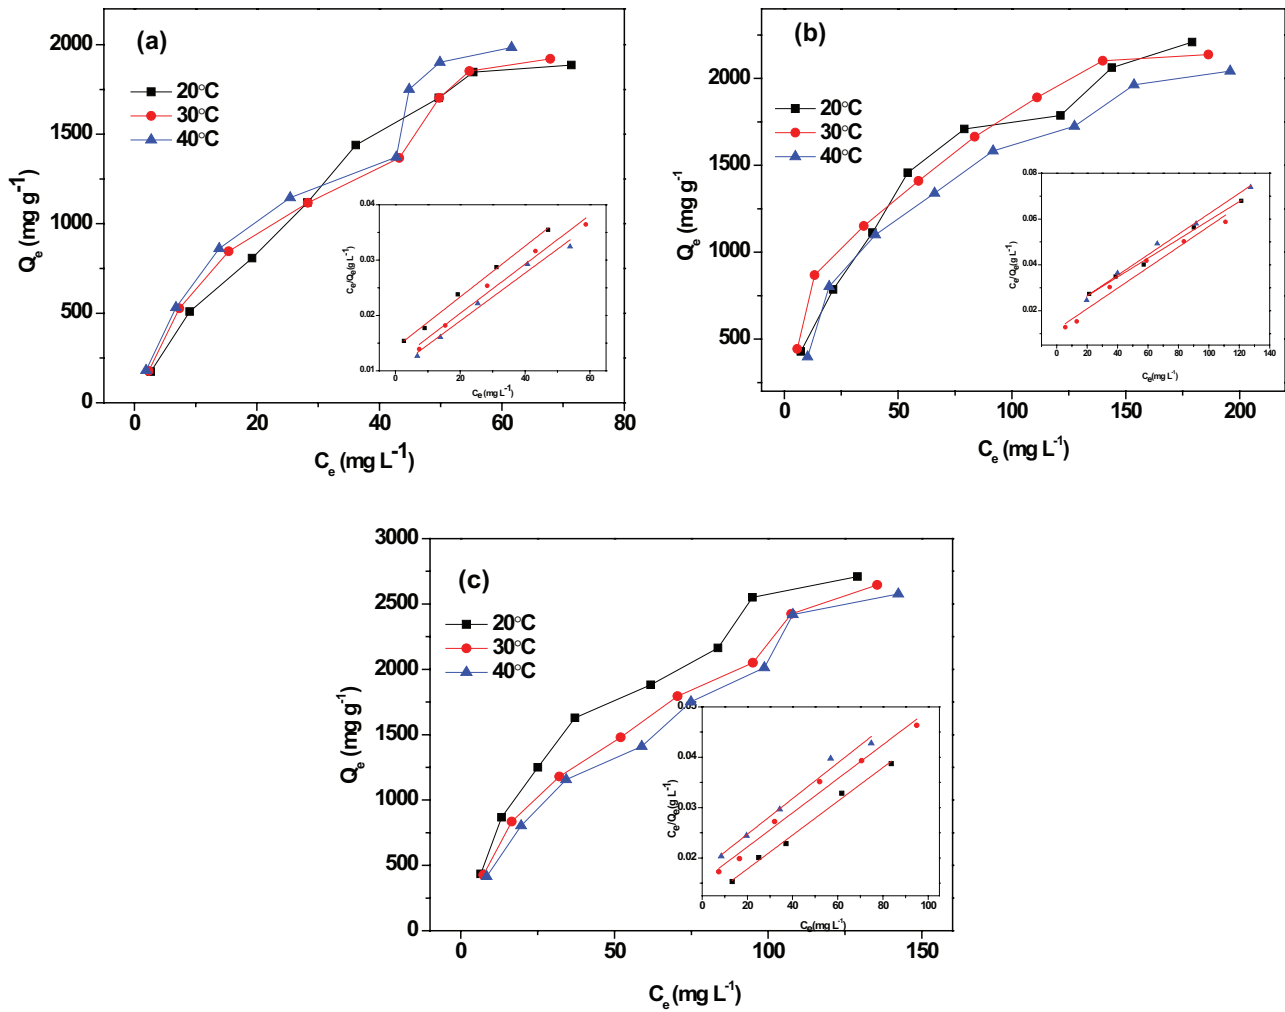 (a)
20°C
30°C
40°C
2000
1500
1000
500
0
Qe (mg g-1)
0 20 40 60 80
Ce (mg L-1)
0.04
0.03
0.02
0.01
Ce/Qe(g L-1)
0 20 40 60
Ce(mg L-1)
(b)
20°C
30°C
40°C
2000
1500
1000
500
Qe (mg g-1)
0 50 100 150 200
Ce (mg L-1)
0.08
0.06
0.04
0.02
Ce/Qe(g L-1)
0 20 40 60 80 100 120 140
Ce(mg L-1)
(c)
20°C
30°C
40°C
3000
2500
2000
1500
1000
500
0
Qe (mg g-1)
0 50 100 150
Ce (mg L-1)
0.05
0.04
0.03
0.02
Ce/Qe(g L-1)
0 20 40 60 80 100
Ce(mg L-1)